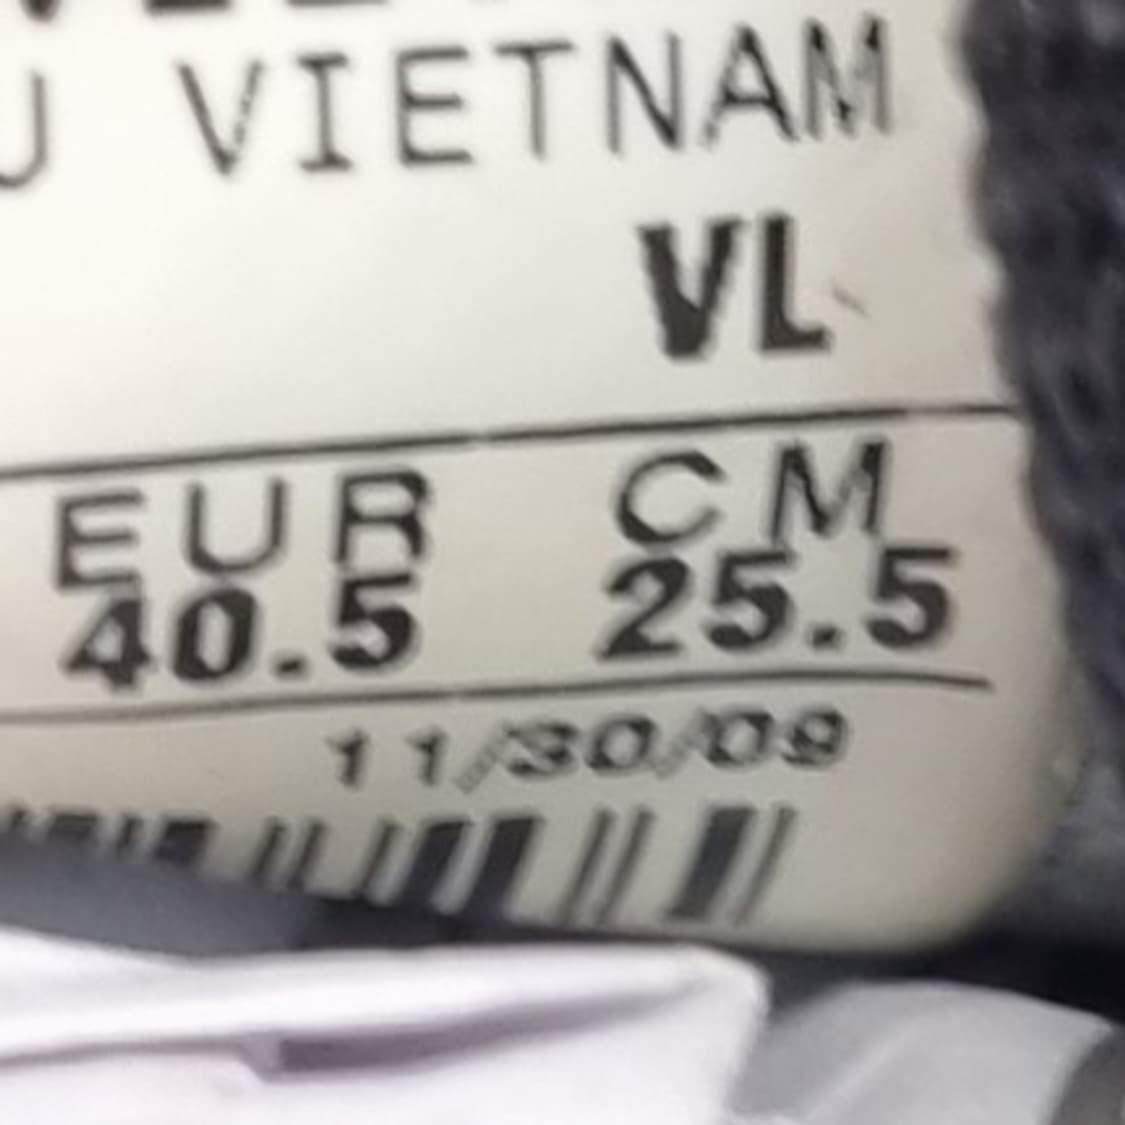 U VIETNAM
VL
EUR CM
40.5 25.5
11/30/09